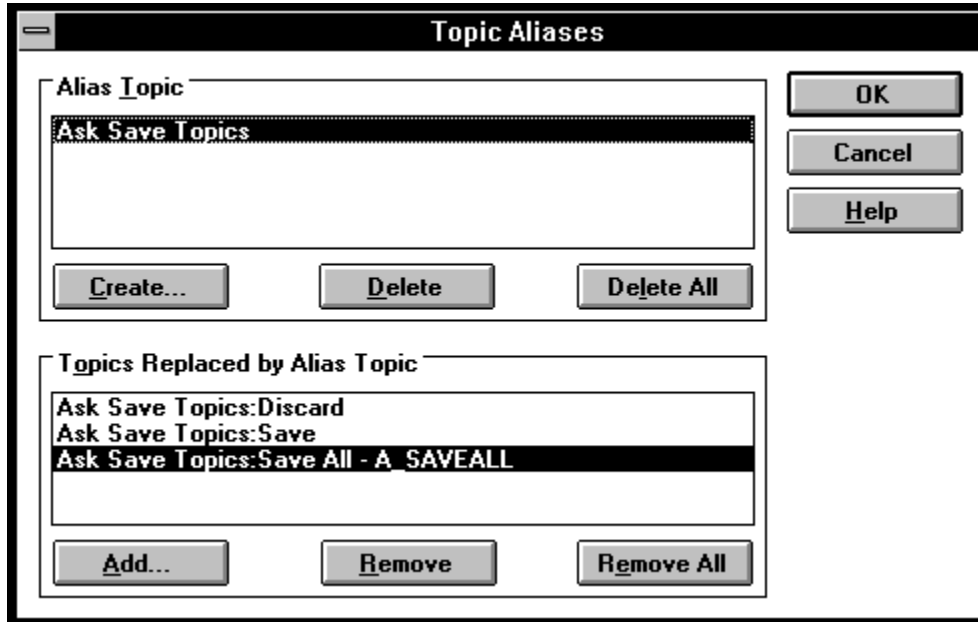 Topic Aliases
Alias Topic
Ask Save Topics
Create...
Delete
Delete All
Topics Replaced by Alias Topic
Ask Save Topics:Discard
Ask Save Topics:Save
Ask Save Topics:Save All - A_SAVEALL
Add...
Remove
Remove All
OK
Cancel
Help